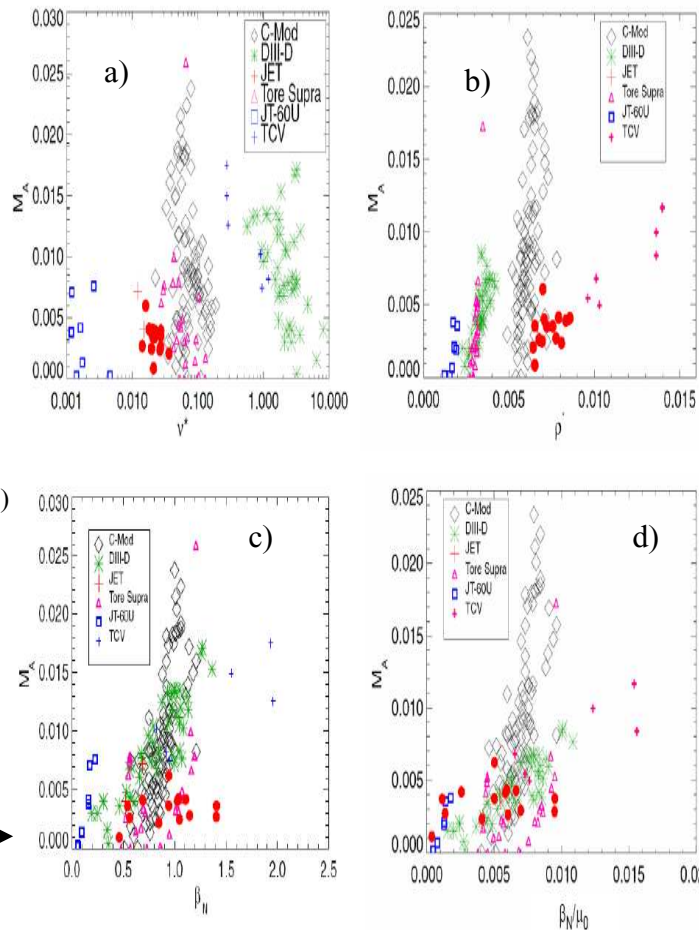 a)
0.030
0.025
0.020
0.015
0.010
0.005
0.000
M_A
0.001 0.010 0.100 1.000 10.000
ν*
C-Mod
DIII-D
JET
Tore Supra
JT-60U
TCV
b)
0.025
0.020
0.015
0.010
0.005
0.000
M_A
0.000 0.005 0.010 0.015
ρ*
C-Mod
DIII-D
JET
Tore Supra
JT-60U
TCV
)
c)
0.030
0.025
0.020
0.015
0.010
0.005
0.000
M_A
0.0 0.5 1.0 1.5 2.0 2.5
β_N
C-Mod
DIII-D
JET
Tore Supra
JT-60U
TCV
d)
0.025
0.020
0.015
0.010
0.005
0.000
M_A
0.000 0.005 0.010 0.015 0.02
β_N/μ_0
C-Mod
DIII-D
JET
Tore Supra
JT-60U
TCV